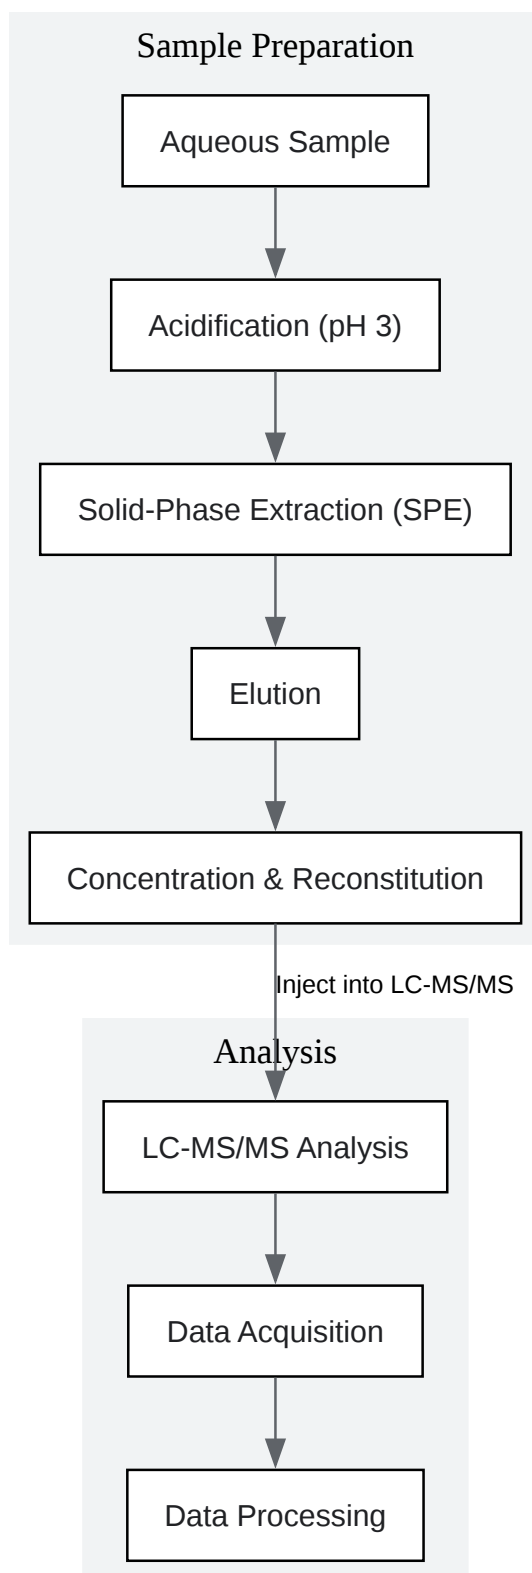 Sample Preparation
Aqueous Sample
Acidification (pH 3)
Solid-Phase Extraction (SPE)
Elution
Concentration & Reconstitution
Inject into LC-MS/MS
Analysis
LC-MS/MS Analysis
Data Acquisition
Data Processing